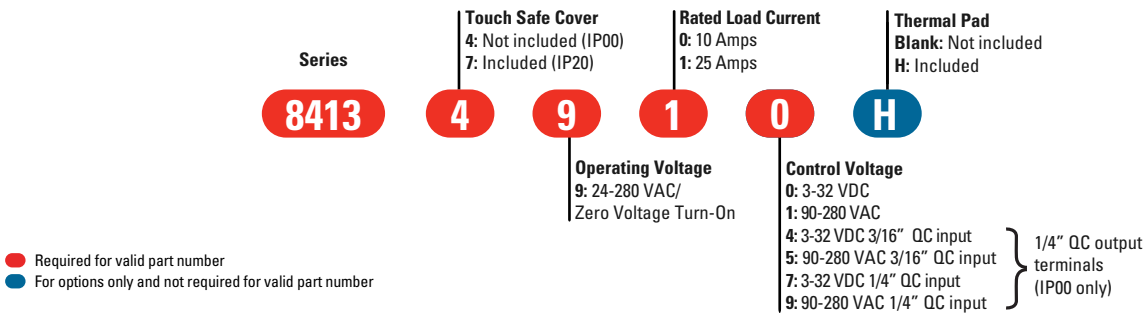 Series
Touch Safe Cover
4: Not included (IP00)
7: Included (IP20)
Rated Load Current
0: 10 Amps
1: 25 Amps
Thermal Pad
Blank: Not included
H: Included
8413 4 9 1 0 H
Operating Voltage
9: 24-280 VAC/
Zero Voltage Turn-On
Control Voltage
0: 3-32 VDC
1: 90-280 VAC
4: 3-32 VDC 3/16” QC input
5: 90-280 VAC 3/16” QC input
7: 3-32 VDC 1/4” QC input
9: 90-280 VAC 1/4” QC input
1/4” QC output
terminals
(IP00 only)
Required for valid part number
For options only and not required for valid part number